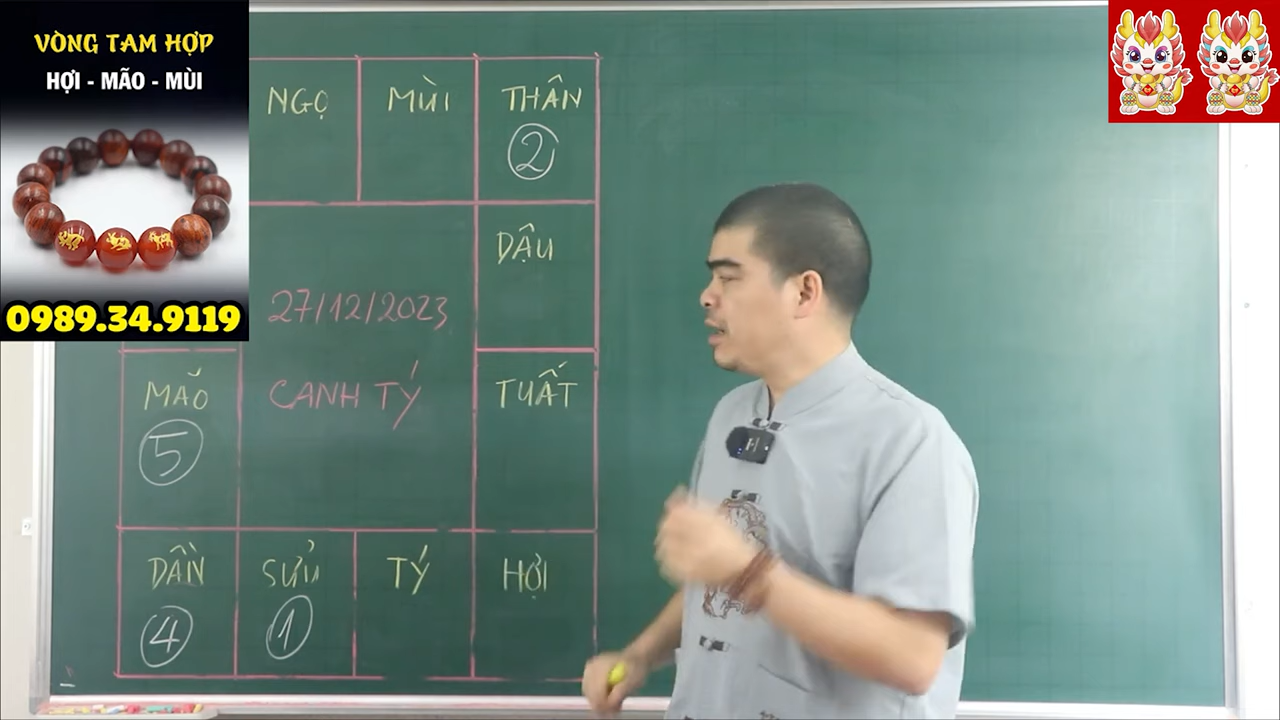 VÒNG TAM HỢP
HỢI - MÃO - MÙI
0989.34.9119
NGỌ
MÙI
THÂN
2
DẬU
27/12/2023
CANH TÝ
MÃO
5
TUẤT
DẦN
4
SỬU
1
TÝ
HỢI